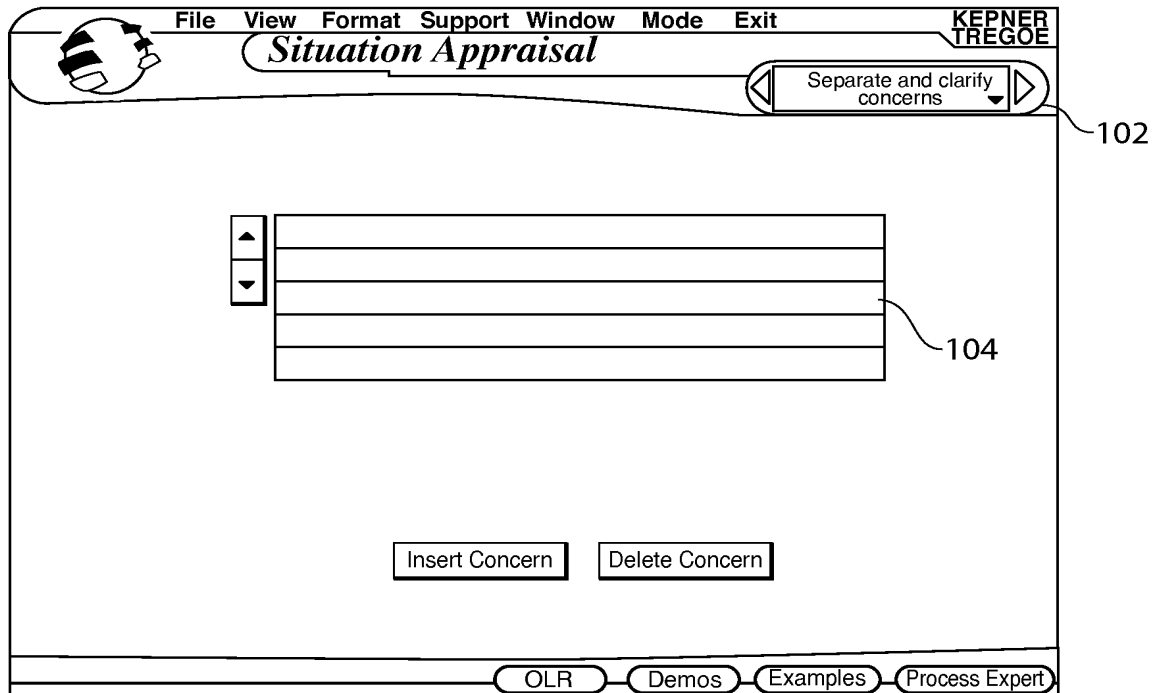 File View Format Support Window Mode Exit
KEPNER
TREGOE
Situation Appraisal
Separate and clarify
concerns
102
104
Insert Concern Delete Concern
OLR Demos Examples Process Expert